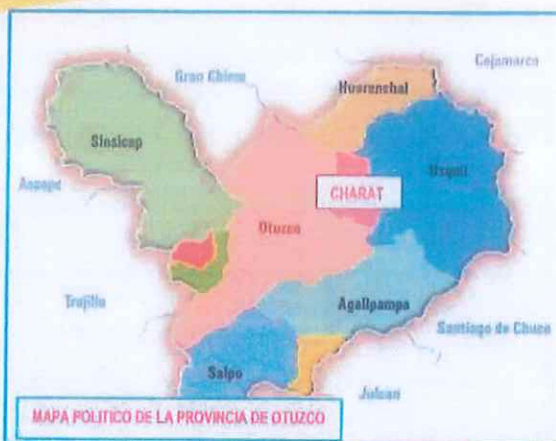 Cajamarca
Gran Chimú
Huaranchal
Sinsicap
Usquil
Ascope
CHARAT
Otuzco
Trujillo
Agallpampa
Santiago de Chuco
Salpo
Julcan
MAPA POLITICO DE LA PROVINCIA DE OTUZCO